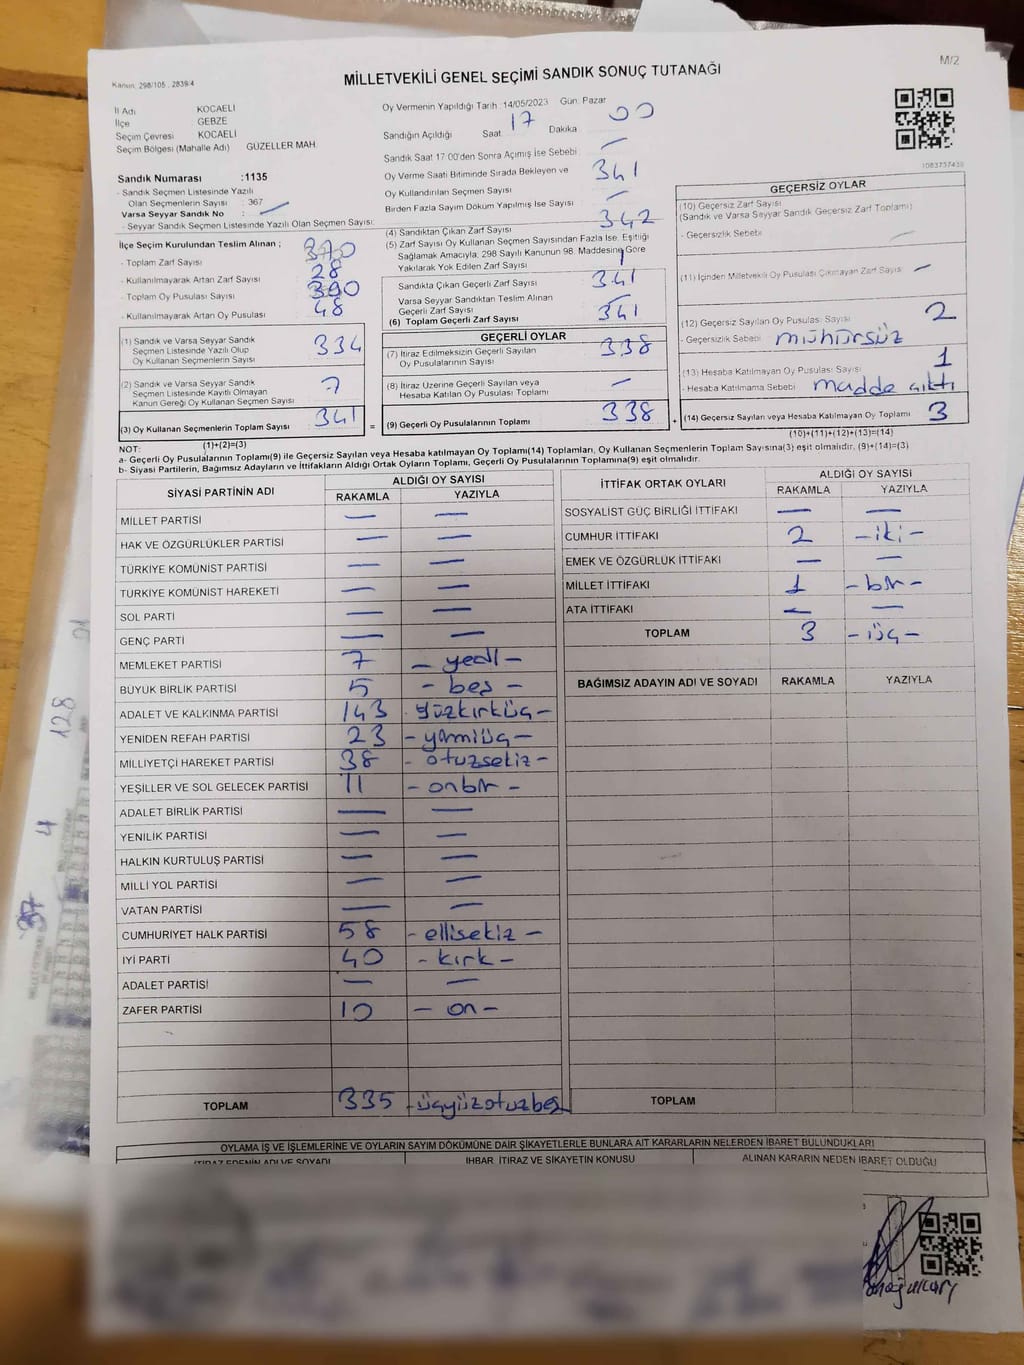 Kanun: 298/105 , 2839/4
MİLLETVEKİLİ GENEL SEÇİMİ SANDIK SONUÇ TUTANAĞI
M/2
İl Adı KOCAELİ
İlçe GEBZE
Seçim Çevresi KOCAELİ
Seçim Bölgesi (Mahalle Adı) GÜZELLER MAH.
Sandık Numarası :1135
- Sandık Seçmen Listesinde Yazılı
Olan Seçmenlerin Sayısı : 367
Varsa Seyyar Sandık No :
- Seyyar Sandık Seçmen Listesinde Yazılı Olan Seçmen Sayısı:
İlçe Seçim Kurulundan Teslim Alınan ;
- Toplam Zarf Sayısı 370
- Kullanılmayarak Artan Zarf Sayısı 28
- Toplam Oy Pusulası Sayısı 390
- Kullanılmayarak Artan Oy Pusulası 48
(1) Sandık ve Varsa Seyyar Sandık
Seçmen Listesinde Yazılı Olup
Oy Kullanan Seçmenlerin Sayısı 334
(2) Sandık ve Varsa Seyyar Sandık
Seçmen Listesinde Kayıtlı Olmayan
Kanun Gereği Oy Kullanan Seçmen Sayısı 7
(3) Oy Kullanan Seçmenlerin Toplam Sayısı 341
(1)+(2)=(3)
Oy Vermenin Yapıldığı Tarih :14/05/2023 Gün: Pazar
Sandığın Açıldığı Saat: 17 Dakika 00
Sandık Saat 17:00'den Sonra Açımış İse Sebebi :
Oy Verme Saati Bitiminde Sırada Bekleyen ve
Oy Kullandırılan Seçmen Sayısı 341
Birden Fazla Sayım Döküm Yapılmış İse Sayısı
(4) Sandıktan Çıkan Zarf Sayısı 342
(5) Zarf Sayısı Oy Kullanan Seçmen Sayısından Fazla İse, Eşitliği
Sağlamak Amacıyla, 298 Sayılı Kanunun 98. Maddesine Göre
Yakılarak Yok Edilen Zarf Sayısı 1
Sandıkta Çıkan Geçerli Zarf Sayısı 341
Varsa Seyyar Sandıktan Teslim Alınan
Geçerli Zarf Sayısı
(6) Toplam Geçerli Zarf Sayısı 341
GEÇERLİ OYLAR
(7) İtiraz Edilmeksizin Geçerli Sayılan
Oy Pusulalarının Toplamı 338
(8) İtiraz Üzerine Geçerli Sayılan veya
Hesaba Katılan Oy Pusulası Toplamı
= (9) Geçerli Oy Pusulalarının Toplamı 338 +
1083737439
GEÇERSİZ OYLAR
(10) Geçersiz Zarf Sayısı
(Sandık ve Varsa Seyyar Sandık Geçersiz Zarf Toplamı)
- Geçersizlik Sebebi
(11) İçinden Milletvekili Oy Pusulası Çıkmayan Zarf Sayısı
(12) Geçersiz Sayılan Oy Pusulası Sayısı 2
- Geçersizlik Sebebi mühürsüz
(13) Hesaba Katılmayan Oy Pusulası Sayısı 1
- Hesaba Katılmama Sebebi madde çıktı
(14) Geçersiz Sayılan veya Hesaba Katılmayan Oy Toplamı 3
(10)+(11)+(12)+(13)=(14)
NOT:
a- Geçerli Oy Pusulalarının Toplamı(9) ile Geçersiz Sayılan veya Hesaba katılmayan Oy Toplamı(14) Toplamları, Oy Kullanan Seçmenlerin Toplam Sayısına(3) eşit olmalıdır. (9)+(14)=(3)
b- Siyasi Partilerin, Bağımsız Adayların ve İttifakların Aldığı Ortak Oyların Toplamı, Geçerli Oy Pusulalarının Toplamına(9) eşit olmalıdır.
SİYASİ PARTİNİN ADI ALDIĞI OY SAYISI
RAKAMLA YAZIYLA
MİLLET PARTİSİ — —
HAK VE ÖZGÜRLÜKLER PARTİSİ — —
TÜRKİYE KOMÜNİST PARTİSİ — —
TÜRKİYE KOMÜNİST HAREKETİ — —
SOL PARTİ — —
GENÇ PARTİ — —
MEMLEKET PARTİSİ 7 - yedi -
BÜYÜK BİRLİK PARTİSİ 5 - beş -
ADALET VE KALKINMA PARTİSİ 143 - yüzkırküç -
YENİDEN REFAH PARTİSİ 23 - yirmiüç -
MİLLİYETÇİ HAREKET PARTİSİ 38 - otuzsekiz -
YEŞİLLER VE SOL GELECEK PARTİSİ 11 - onbir -
ADALET BİRLİK PARTİSİ — —
YENİLİK PARTİSİ — —
HALKIN KURTULUŞ PARTİSİ — —
MİLLİ YOL PARTİSİ — —
VATAN PARTİSİ — —
CUMHURİYET HALK PARTİSİ 58 - ellisekiz -
İYİ PARTİ 40 - kırk -
ADALET PARTİSİ — —
ZAFER PARTİSİ 10 - on -
TOPLAM 335 - üçyüzotuzbeş
İTTİFAK ORTAK OYLARI ALDIĞI OY SAYISI
RAKAMLA YAZIYLA
SOSYALİST GÜÇ BİRLİĞİ İTTİFAKI — —
CUMHUR İTTİFAKI 2 - iki -
EMEK VE ÖZGÜRLÜK İTTİFAKI — —
MİLLET İTTİFAKI 1 - bir -
ATA İTTİFAKI — —
TOPLAM 3 - üç -
BAĞIMSIZ ADAYIN ADI VE SOYADI RAKAMLA YAZIYLA
TOPLAM
OYLAMA İŞ VE İŞLEMLERİNE VE OYLARIN SAYIM DÖKÜMÜNE DAİR ŞİKAYETLERLE BUNLARA AİT KARARLARIN NELERDEN İBARET BULUNDUKLARI
İTİRAZ EDENİN ADI VE SOYADI İHBAR, İTİRAZ VE ŞİKAYETİN KONUSU ALINAN KARARIN NEDEN İBARET OLDUĞU
128
4
37